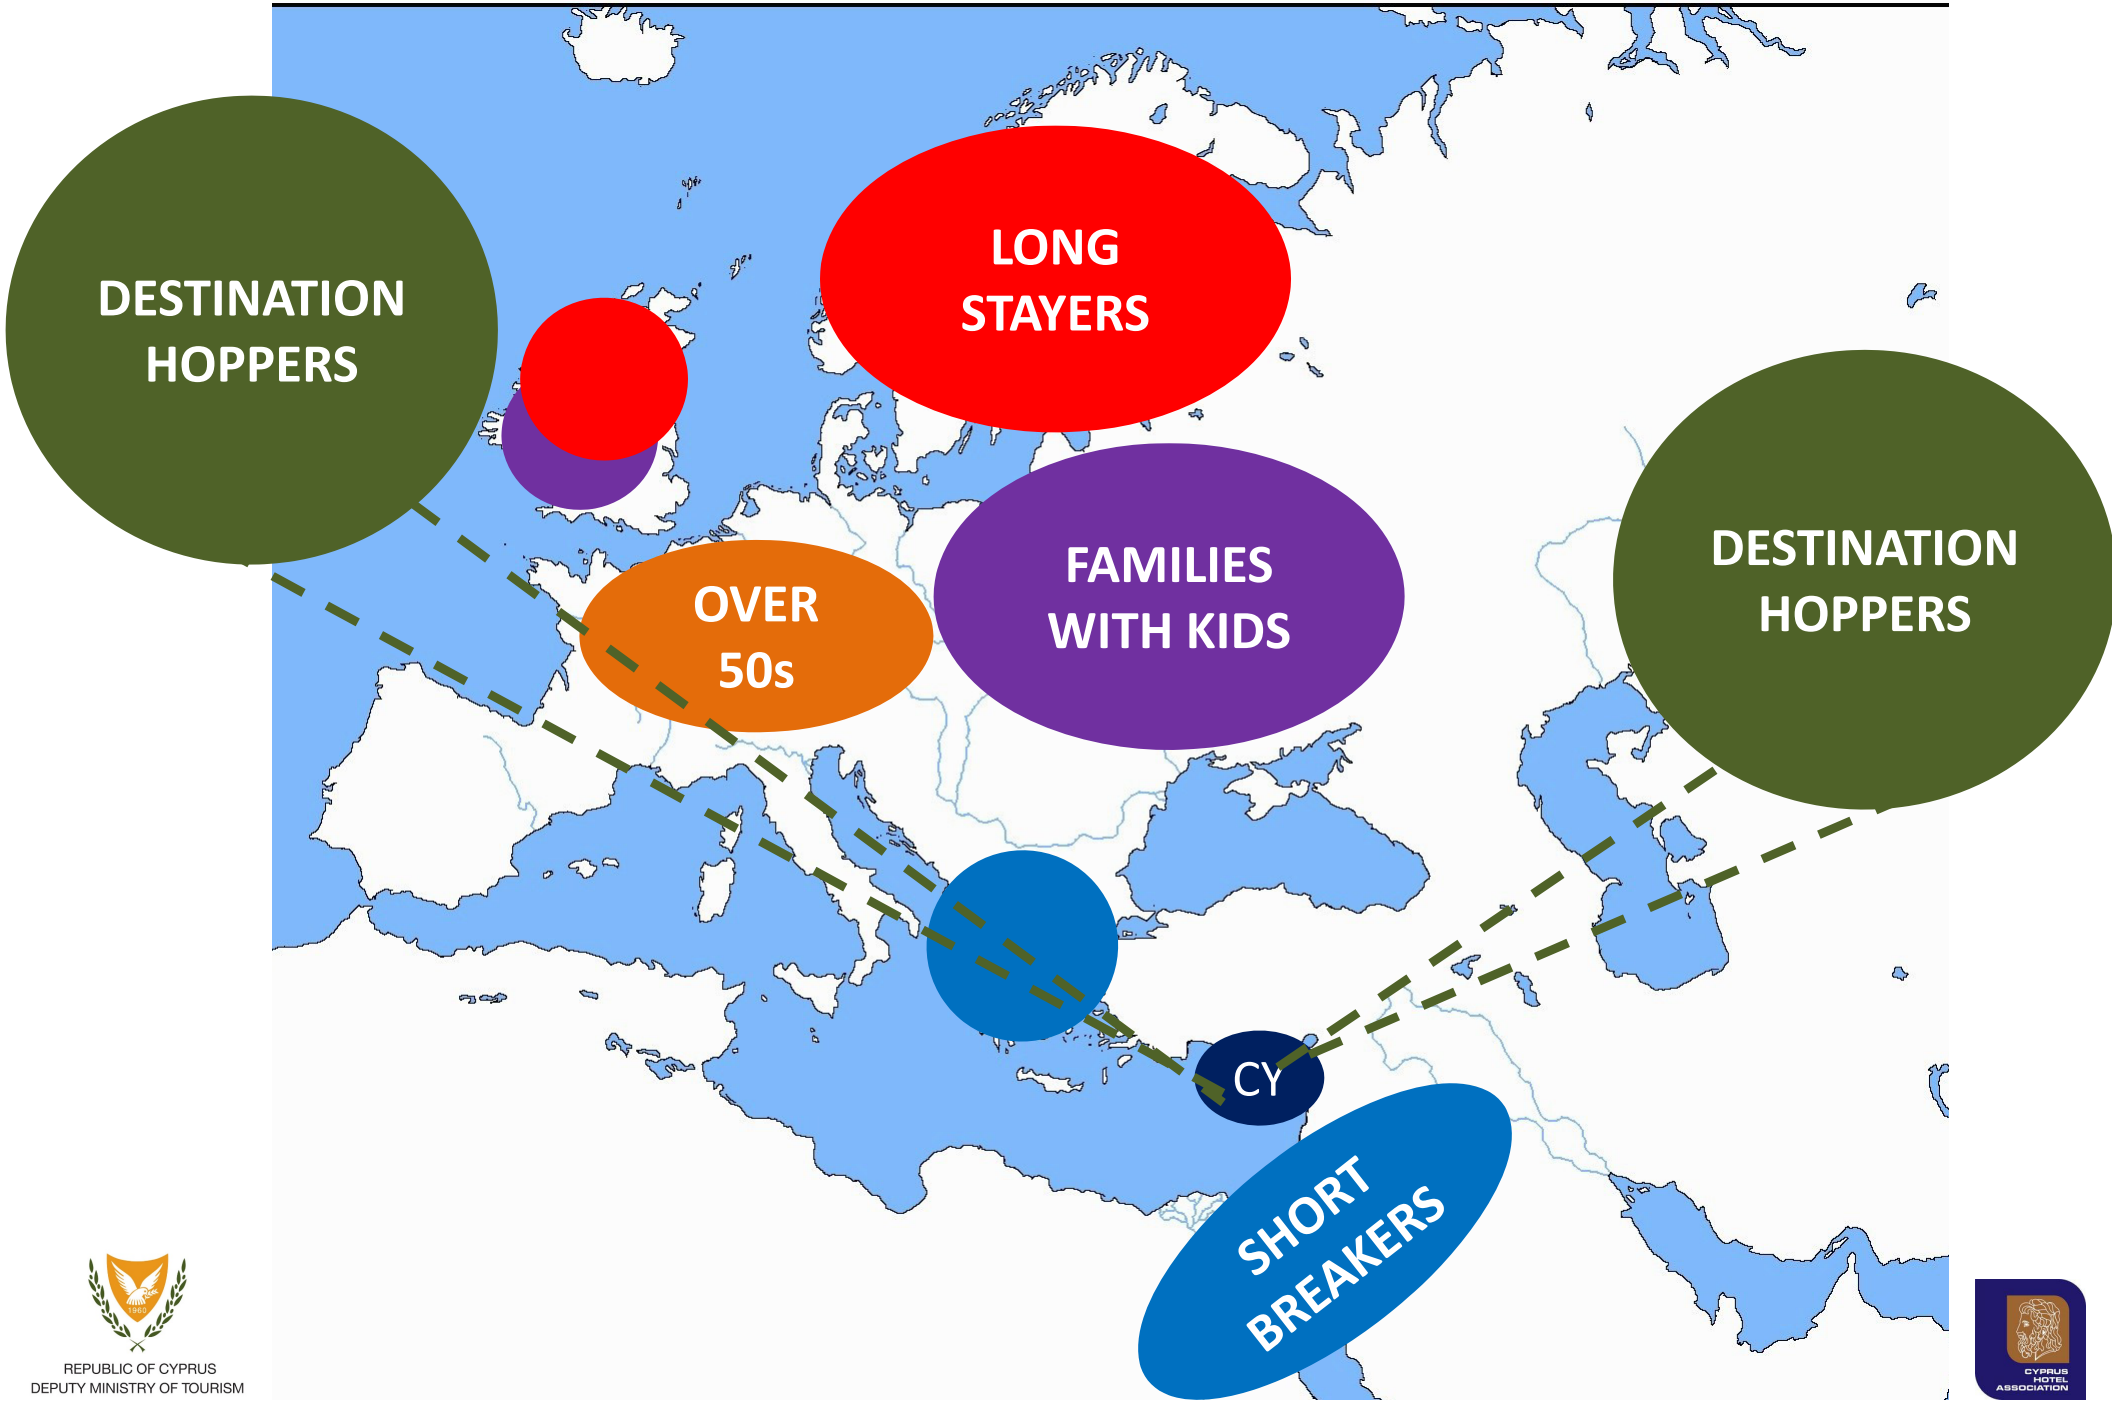 DESTINATION
HOPPERS
LONG
STAYERS
DESTINATION
HOPPERS
FAMILIES
WITH KIDS
OVER
50s
CY
SHORT
BREAKERS
1960
REPUBLIC OF CYPRUS
DEPUTY MINISTRY OF TOURISM
CYPRUS
HOTEL
ASSOCIATION